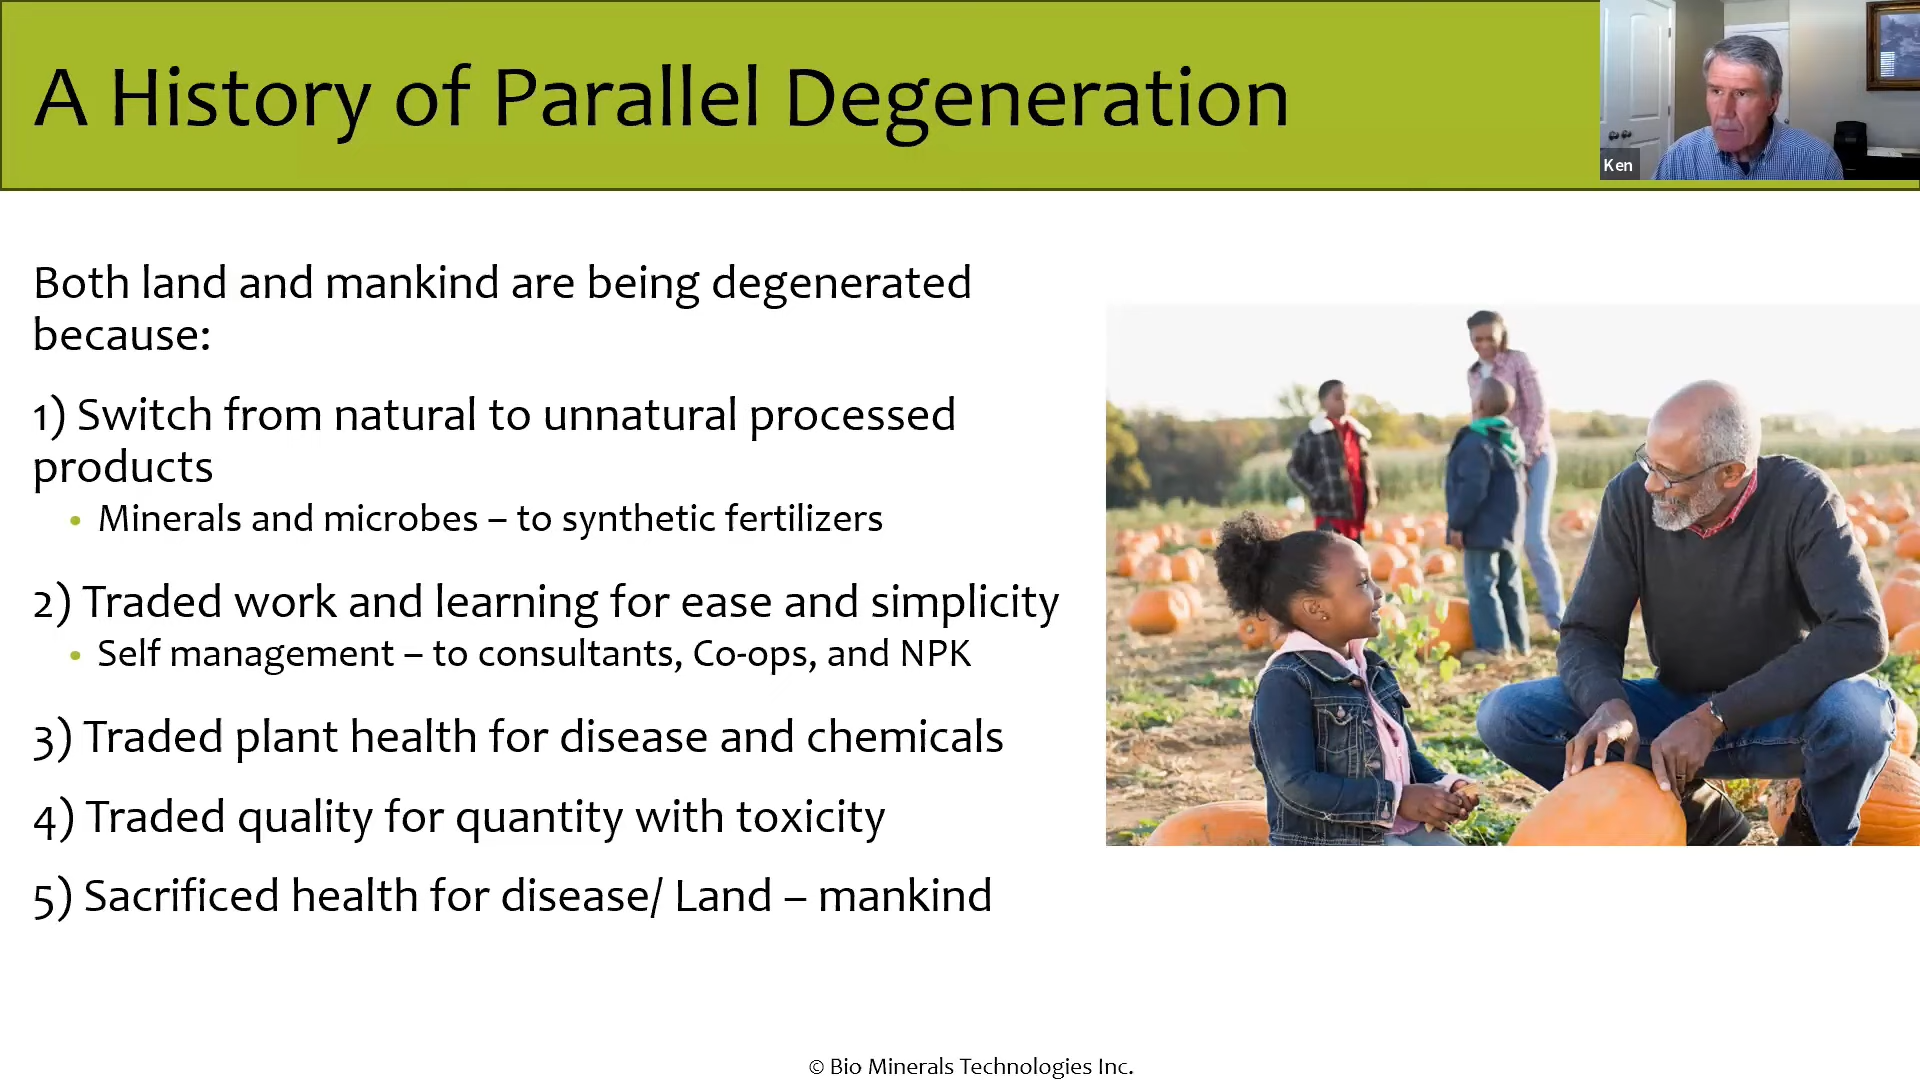 A History of Parallel Degeneration
Ken
Both land and mankind are being degenerated
because:
1) Switch from natural to unnatural processed
products
• Minerals and microbes – to synthetic fertilizers
2) Traded work and learning for ease and simplicity
• Self management – to consultants, Co-ops, and NPK
3) Traded plant health for disease and chemicals
4) Traded quality for quantity with toxicity
5) Sacrificed health for disease/ Land – mankind
© Bio Minerals Technologies Inc.